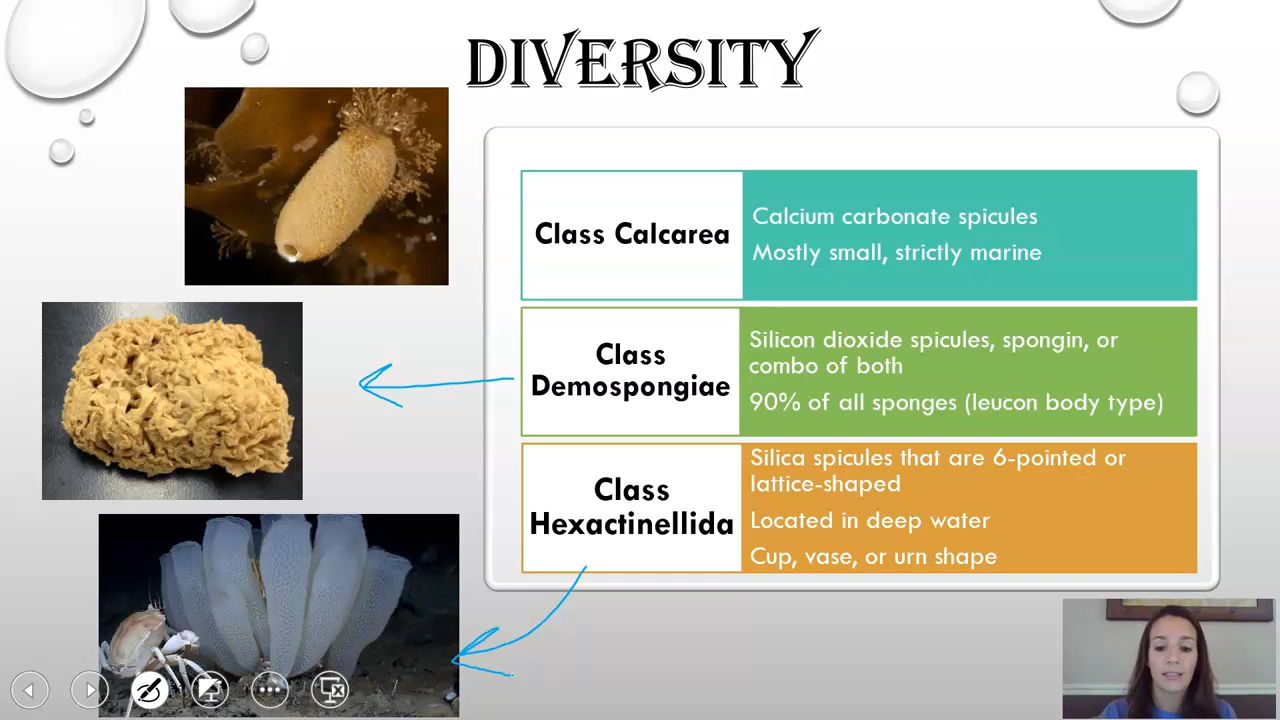 DIVERSITY
Class Calcarea
Calcium carbonate spicules
Mostly small, strictly marine
Class
Demospongiae
Silicon dioxide spicules, spongin, or
combo of both
90% of all sponges (leucon body type)
Class
Hexactinellida
Silica spicules that are 6-pointed or
lattice-shaped
Located in deep water
Cup, vase, or urn shape